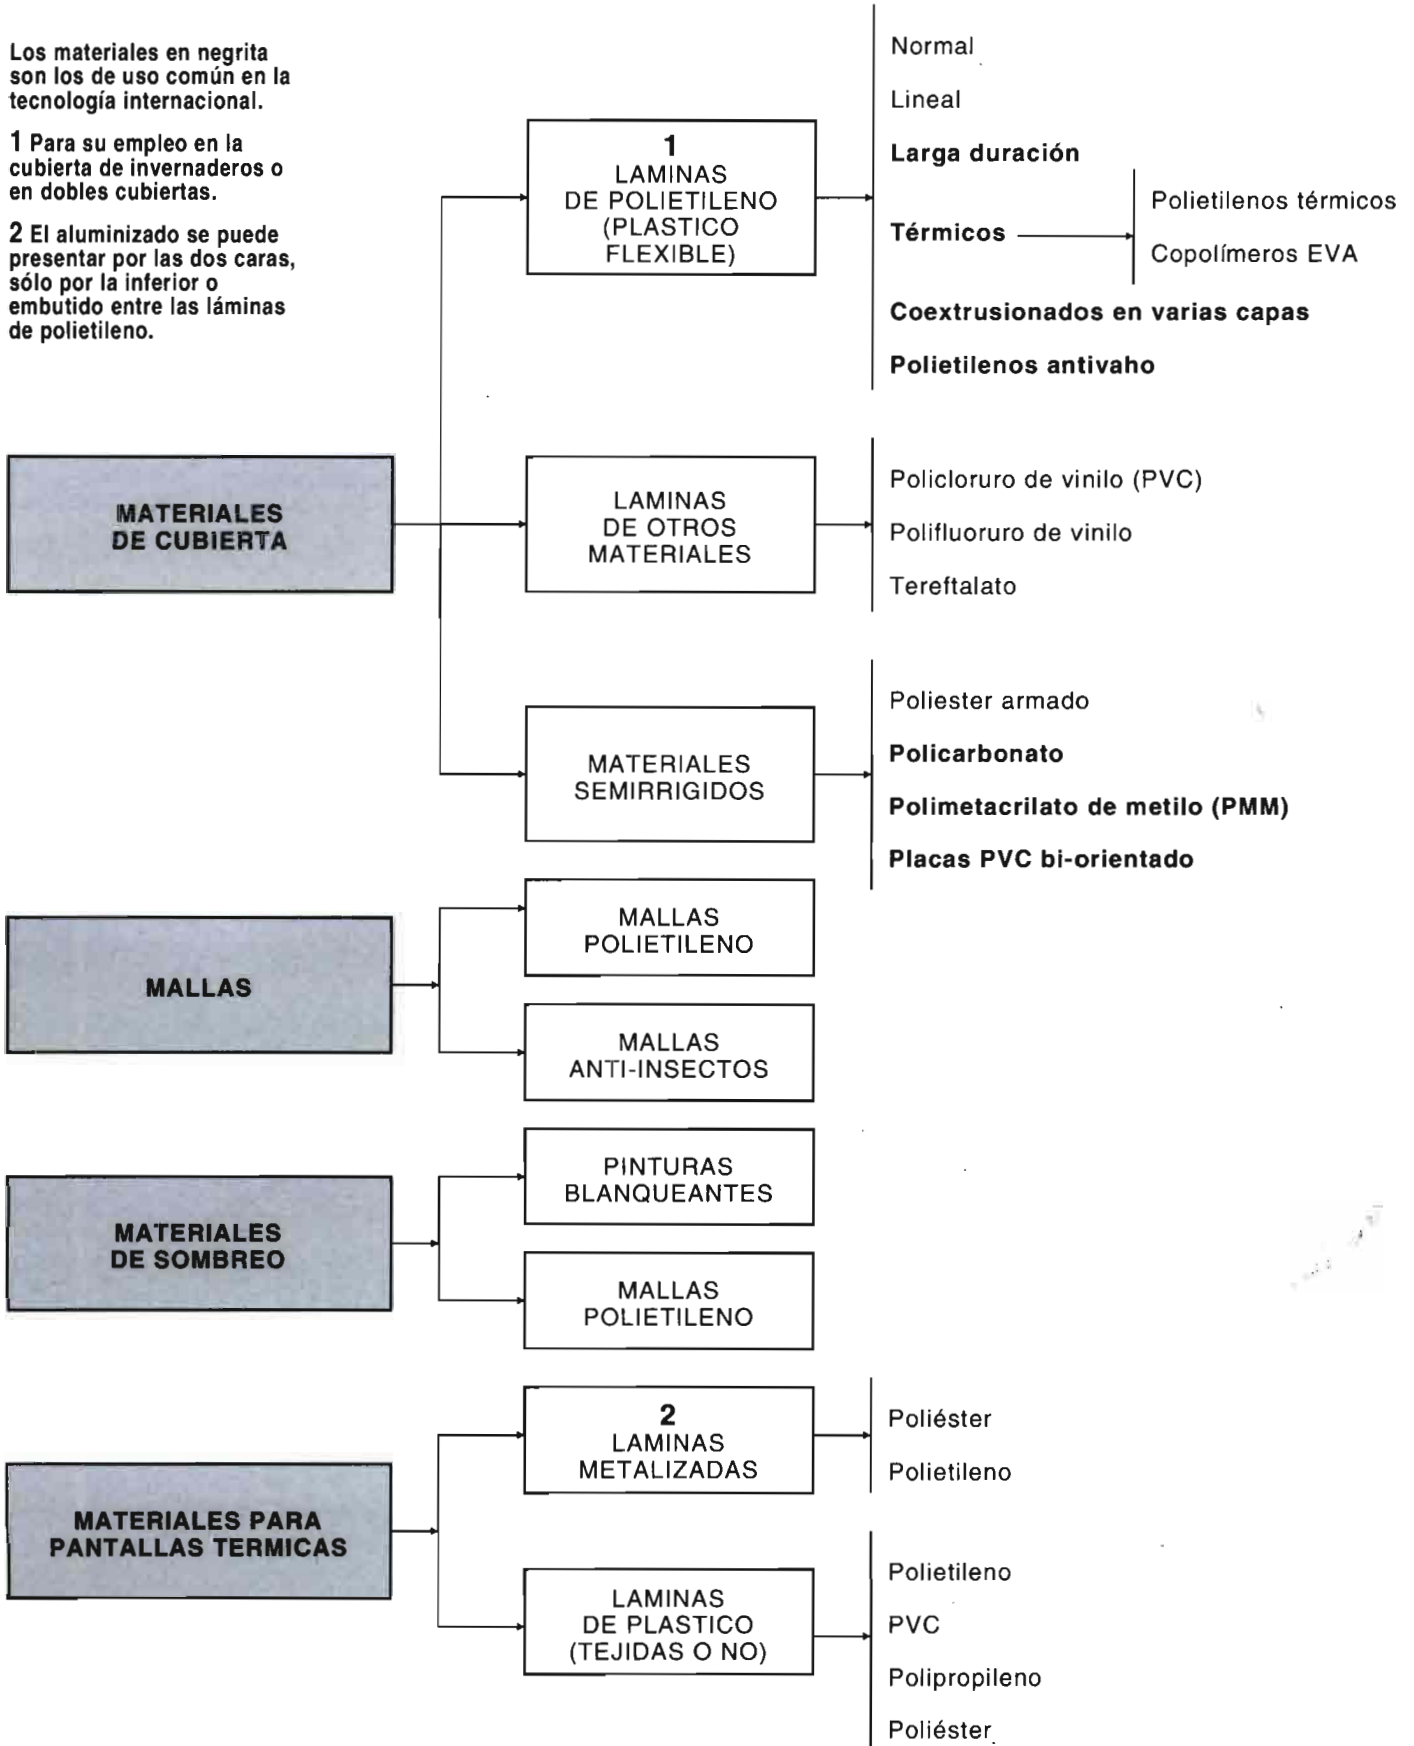 Los materiales en negrita
son los de uso común en la
tecnología internacional.
1 Para su empleo en la
cubierta de invernaderos o
en dobles cubiertas.
2 El aluminizado se puede
presentar por las dos caras,
sólo por la inferior o
embutido entre las láminas
de polietileno.
MATERIALES
DE CUBIERTA
1
LAMINAS
DE POLIETILENO
(PLASTICO
FLEXIBLE)
Normal
Lineal
Larga duración
Térmicos
Polietilenos térmicos
Copolímeros EVA
Coextrusionados en varias capas
Polietilenos antivaho
LAMINAS
DE OTROS
MATERIALES
Policloruro de vinilo (PVC)
Polifluoruro de vinilo
Tereftalato
MATERIALES
SEMIRRIGIDOS
Poliester armado
Policarbonato
Polimetacrilato de metilo (PMM)
Placas PVC bi-orientado
MALLAS
MALLAS
POLIETILENO
MALLAS
ANTI-INSECTOS
MATERIALES
DE SOMBREO
PINTURAS
BLANQUEANTES
MALLAS
POLIETILENO
MATERIALES PARA
PANTALLAS TERMICAS
2
LAMINAS
METALIZADAS
Poliéster
Polietileno
LAMINAS
DE PLASTICO
(TEJIDAS O NO)
Polietileno
PVC
Polipropileno
Poliéster